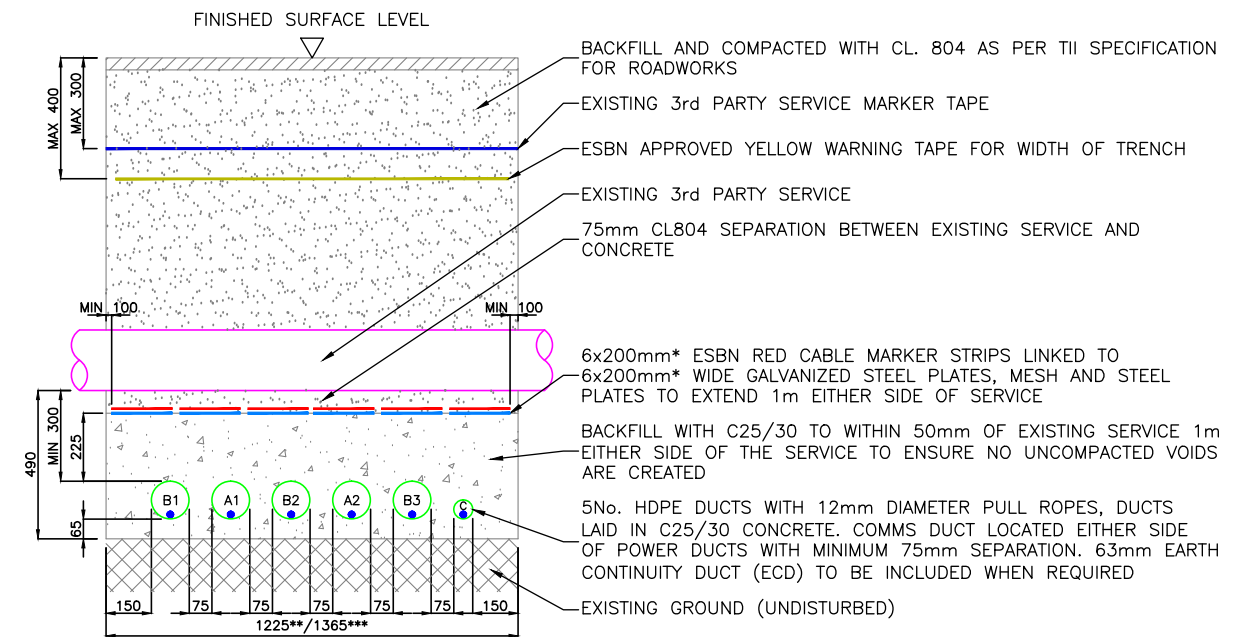 FINISHED SURFACE LEVEL
BACKFILL AND COMPACTED WITH CL. 804 AS PER TII SPECIFICATION
FOR ROADWORKS
MAX 400
MAX 300
EXISTING 3rd PARTY SERVICE MARKER TAPE
ESBN APPROVED YELLOW WARNING TAPE FOR WIDTH OF TRENCH
EXISTING 3rd PARTY SERVICE
75mm CL804 SEPARATION BETWEEN EXISTING SERVICE AND
CONCRETE
MIN 100
MIN 100
6x200mm* ESBN RED CABLE MARKER STRIPS LINKED TO
6x200mm* WIDE GALVANIZED STEEL PLATES, MESH AND STEEL
PLATES TO EXTEND 1m EITHER SIDE OF SERVICE
490
MIN 300
225
65
BACKFILL WITH C25/30 TO WITHIN 50mm OF EXISTING SERVICE 1m
EITHER SIDE OF THE SERVICE TO ENSURE NO UNCOMPACTED VOIDS
ARE CREATED
B1 A1 B2 A2 B3 C
5No. HDPE DUCTS WITH 12mm DIAMETER PULL ROPES, DUCTS
LAID IN C25/30 CONCRETE. COMMS DUCT LOCATED EITHER SIDE
OF POWER DUCTS WITH MINIMUM 75mm SEPARATION. 63mm EARTH
CONTINUITY DUCT (ECD) TO BE INCLUDED WHEN REQUIRED
EXISTING GROUND (UNDISTURBED)
150 75 75 75 75 75 150
1225**/1365***